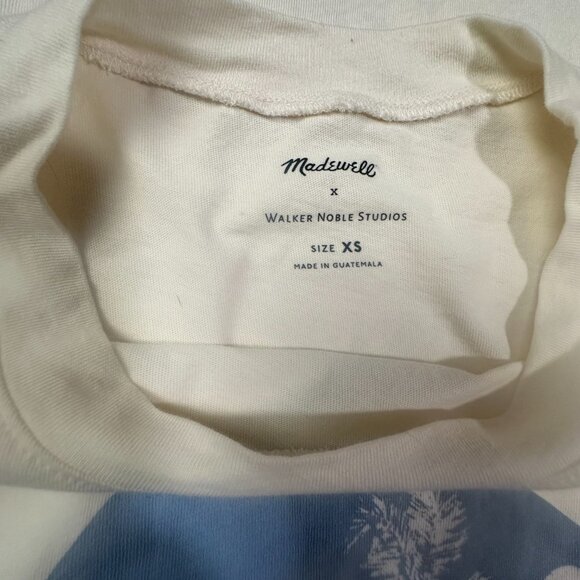 Madewell
x
WALKER NOBLE STUDIOS
SIZE XS
MADE IN GUATEMALA